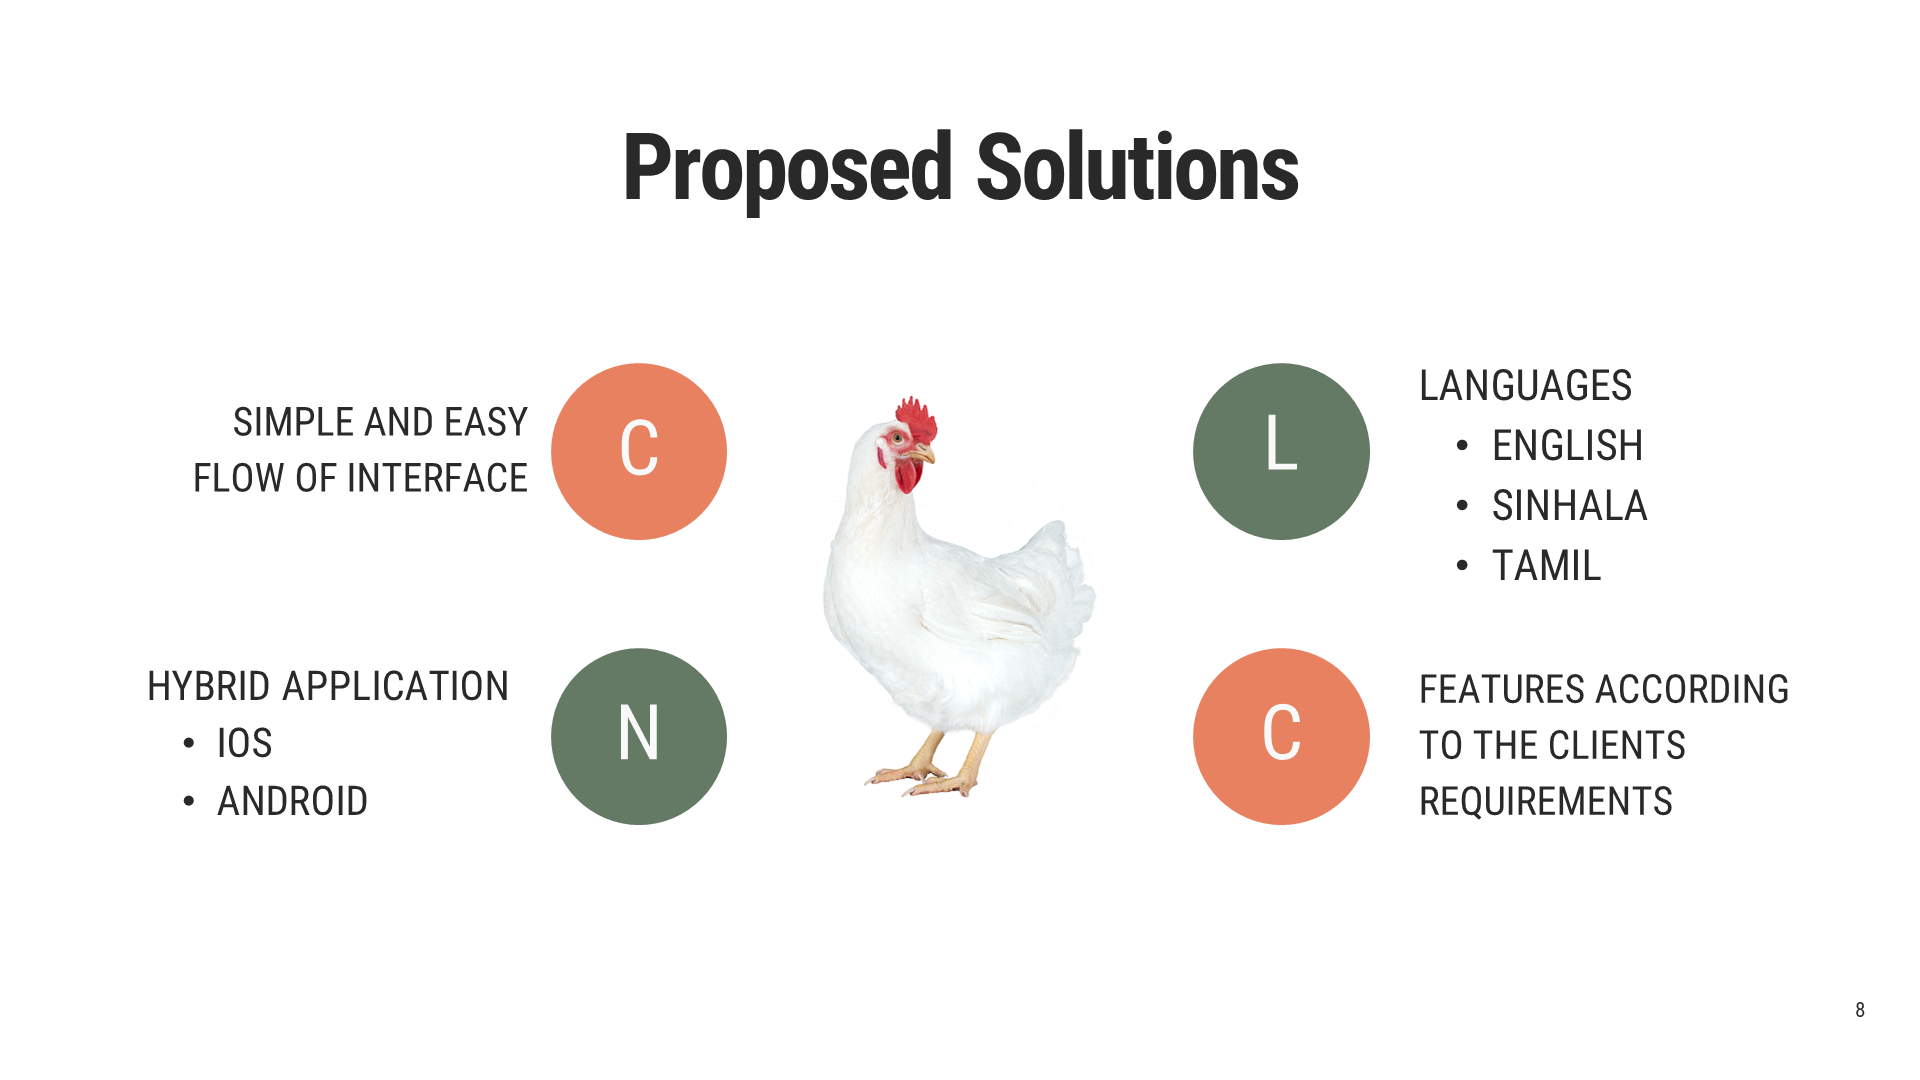 Proposed Solutions
SIMPLE AND EASY
FLOW OF INTERFACE
C
L
LANGUAGES
• ENGLISH
• SINHALA
• TAMIL
HYBRID APPLICATION
• IOS
• ANDROID
N
C
FEATURES ACCORDING
TO THE CLIENTS
REQUIREMENTS
8